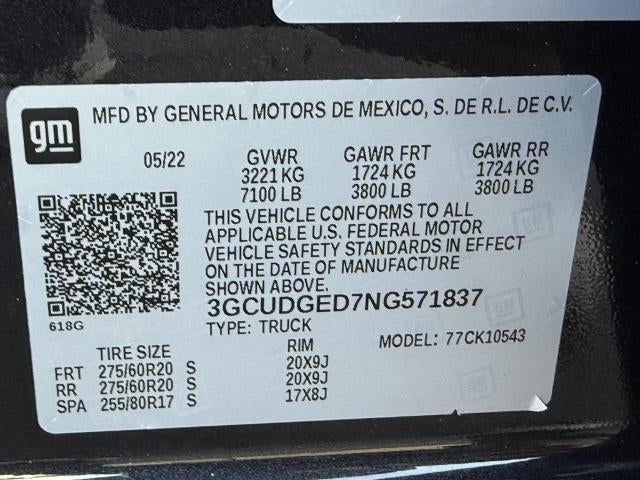 gm
MFD BY GENERAL MOTORS DE MEXICO, S. DE R.L. DE C.V.
05/22 GVWR GAWR FRT GAWR RR
3221 KG 1724 KG 1724 KG
7100 LB 3800 LB 3800 LB
THIS VEHICLE CONFORMS TO ALL
APPLICABLE U.S. FEDERAL MOTOR
VEHICLE SAFETY STANDARDS IN EFFECT
ON THE DATE OF MANUFACTURE
SHOWN ABOVE.
3GCUDGED7NG571837
618G
TYPE: TRUCK MODEL: 77CK10543
TIRE SIZE RIM
FRT 275/60R20 S 20X9J
RR 275/60R20 S 20X9J
SPA 255/80R17 S 17X8J